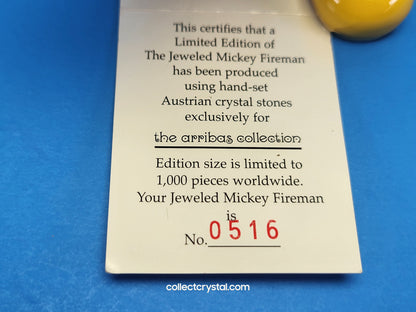 This certifies that a
Limited Edition of
The Jeweled Mickey Fireman
has been produced
using hand-set
Austrian crystal stones
exclusively for
the arribas collection
Edition size is limited to
1,000 pieces worldwide.
Your Jeweled Mickey Fireman
is
No. 0516
collectcrystal.com